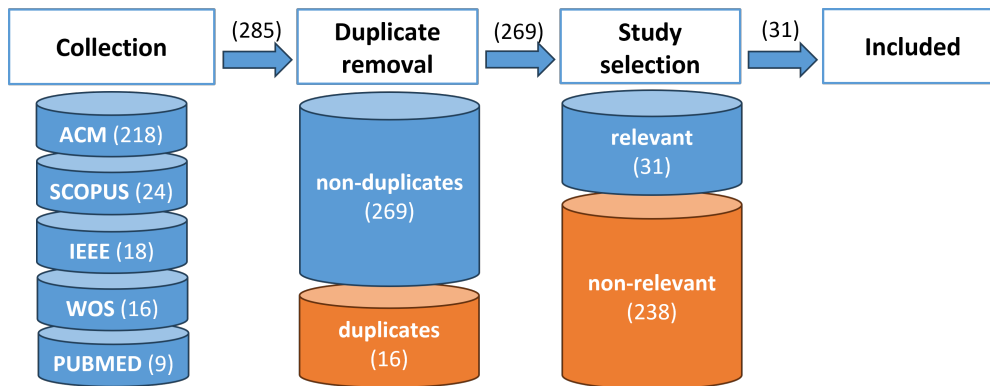 Collection
(285)
Duplicate
removal
(269)
Study
selection
(31)
Included
ACM (218)
SCOPUS (24)
IEEE (18)
WOS (16)
PUBMED (9)
non-duplicates
(269)
duplicates
(16)
relevant
(31)
non-relevant
(238)